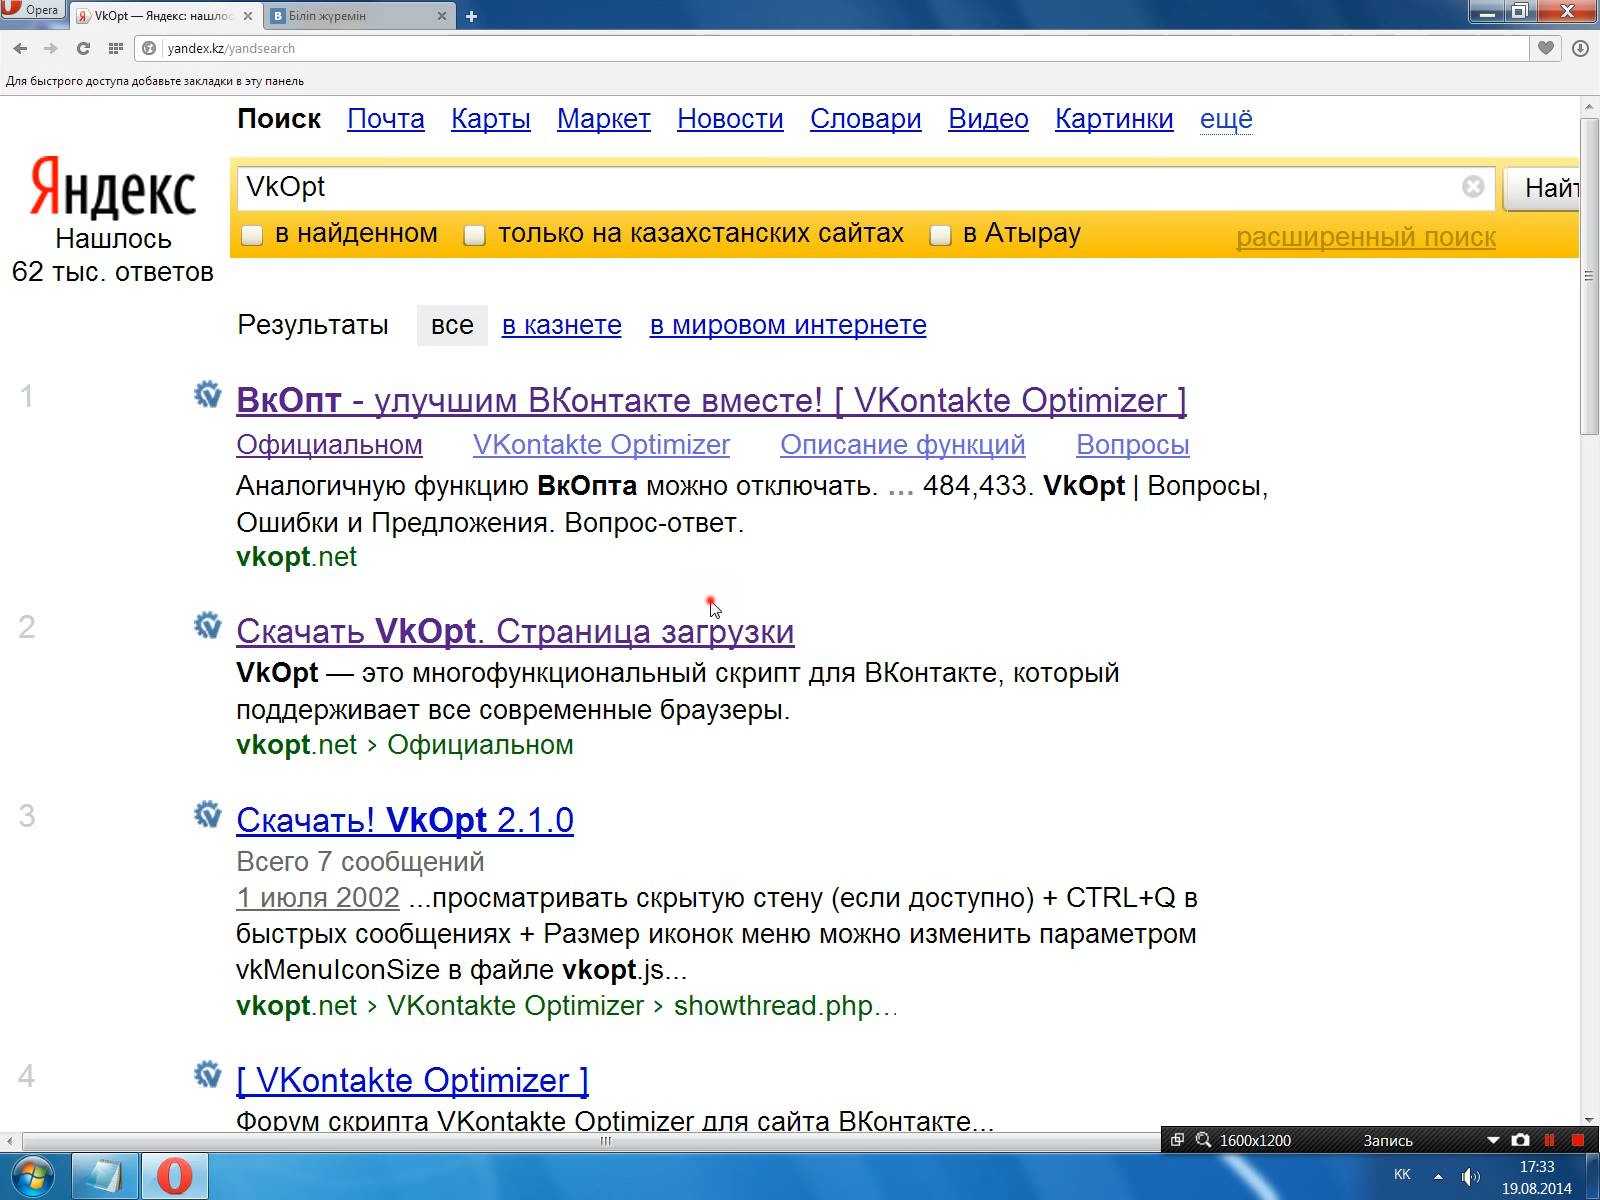 Opera
VkOpt — Яндекс: нашлос
Біліп жүремін
yandex.kz/yandsearch
Для быстрого доступа добавьте закладки в эту панель
Поиск Почта Карты Маркет Новости Словари Видео Картинки ещё
Яндекс
Нашлось
62 тыс. ответов
VkOpt
Найт
в найденном только на казахстанских сайтах в Атырау расширенный поиск
Результаты все в казнете в мировом интернете
1
ВкОпт - улучшим ВКонтакте вместе! [ VKontakte Optimizer ]
Официальном VKontakte Optimizer Описание функций Вопросы
Аналогичную функцию ВкОпта можно отключать. ... 484,433. VkOpt | Вопросы,
Ошибки и Предложения. Вопрос-ответ.
vkopt.net
2
Скачать VkOpt. Страница загрузки
VkOpt — это многофункциональный скрипт для ВКонтакте, который
поддерживает все современные браузеры.
vkopt.net › Официальном
3
Скачать! VkOpt 2.1.0
Всего 7 сообщений
1 июля 2002 ...просматривать скрытую стену (если доступно) + CTRL+Q в
быстрых сообщениях + Размер иконок меню можно изменить параметром
vkMenuIconSize в файле vkopt.js...
vkopt.net › VKontakte Optimizer › showthread.php...
4
[ VKontakte Optimizer ]
Форум скрипта VKontakte Optimizer для сайта ВКонтакте...
1600x1200 Запись
KK
17:33
19.08.2014